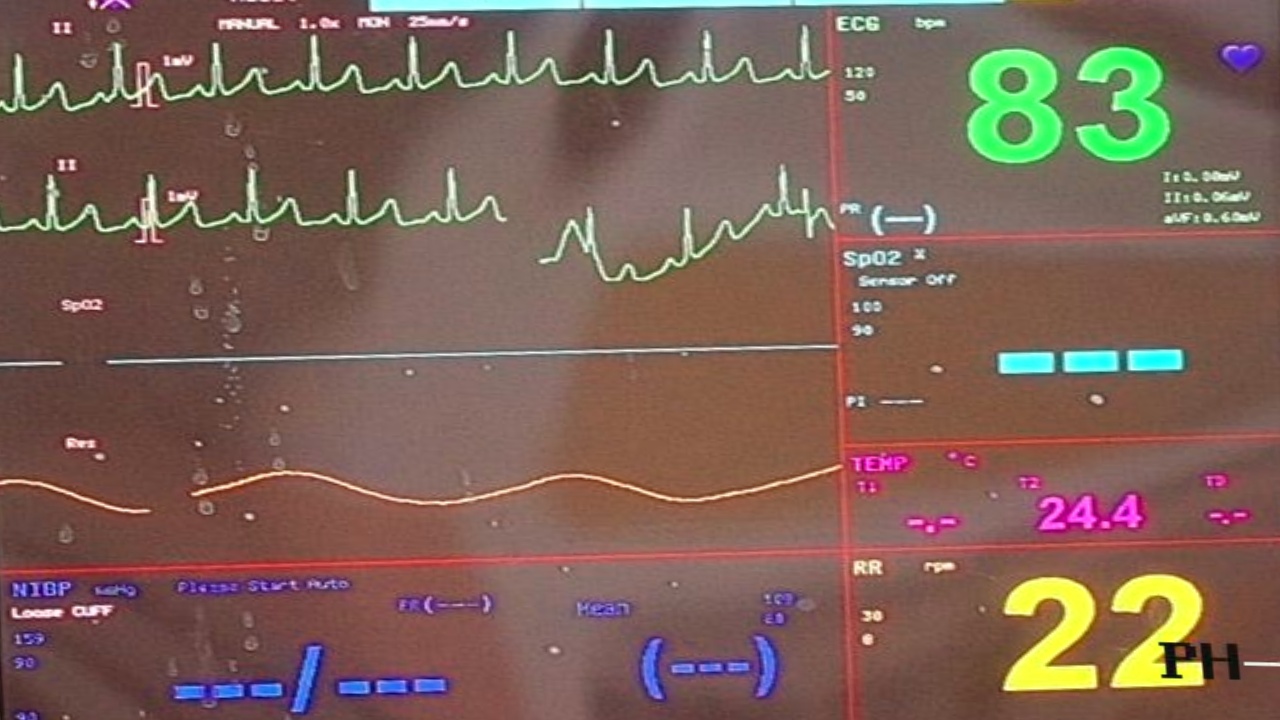 II
MANUAL 1.0x MON 25mm/s
1mV
II
1mV
SpO2
Res
NIBP mmHg Please Start Auto
Loose CUFF
PR(---) Mean
159
90
---/--- (---)
ECG bpm
120
50
83
I:0.00mV
II:0.06mV
aVF:0.60mV
PR (---)
SpO2 %
Sensor Off
100
90
---
PI ---
TEMP °C
T1 T2 T3
-.- 24.4 -.-
RR rpm
30
8
22
PH